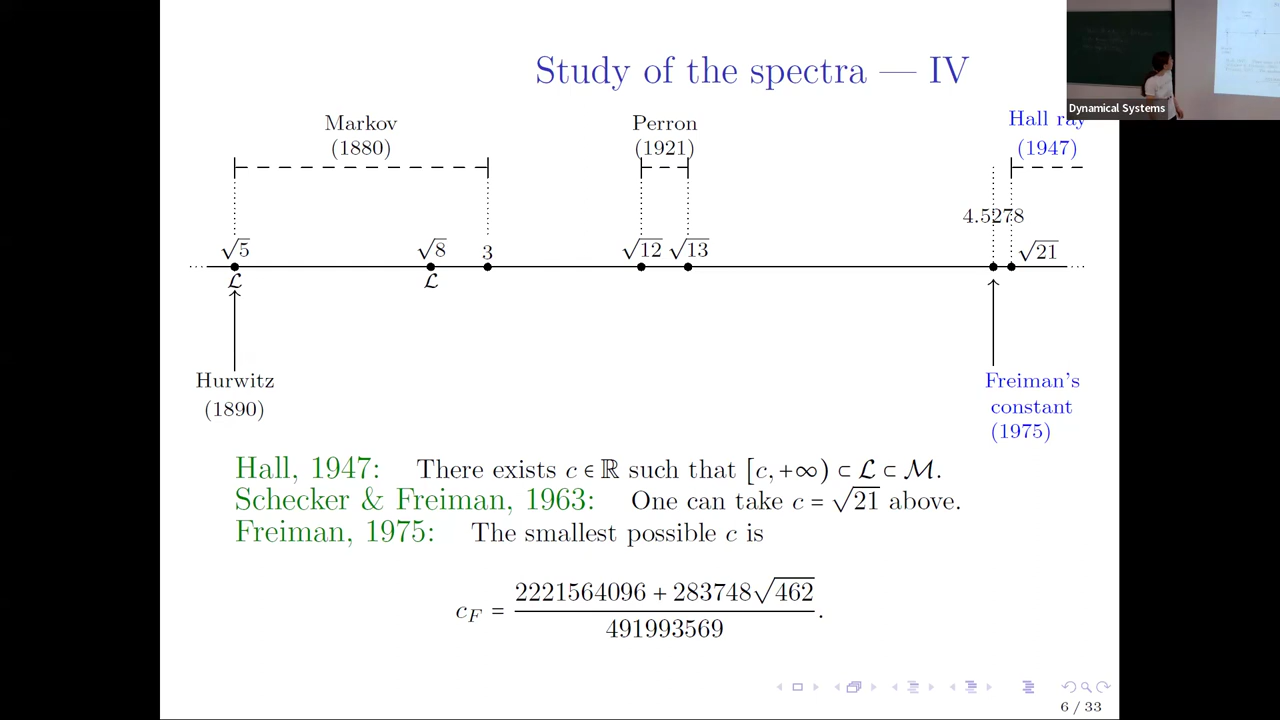 Study of the spectra — IV
Dynamical Systems
Markov
(1880)
Perron
(1921)
Hall ray
(1947)
4.5278
√5
√8
3
√12
√13
√21
ℒ
ℒ
Hurwitz
(1890)
Freiman's
constant
(1975)
Hall, 1947: There exists c ∈ ℝ such that [c, +∞) ⊂ ℒ ⊂ ℳ.
Schecker & Freiman, 1963: One can take c = √21 above.
Freiman, 1975: The smallest possible c is
c_F = (2221564096 + 283748√462) / 491993569.
6 / 33